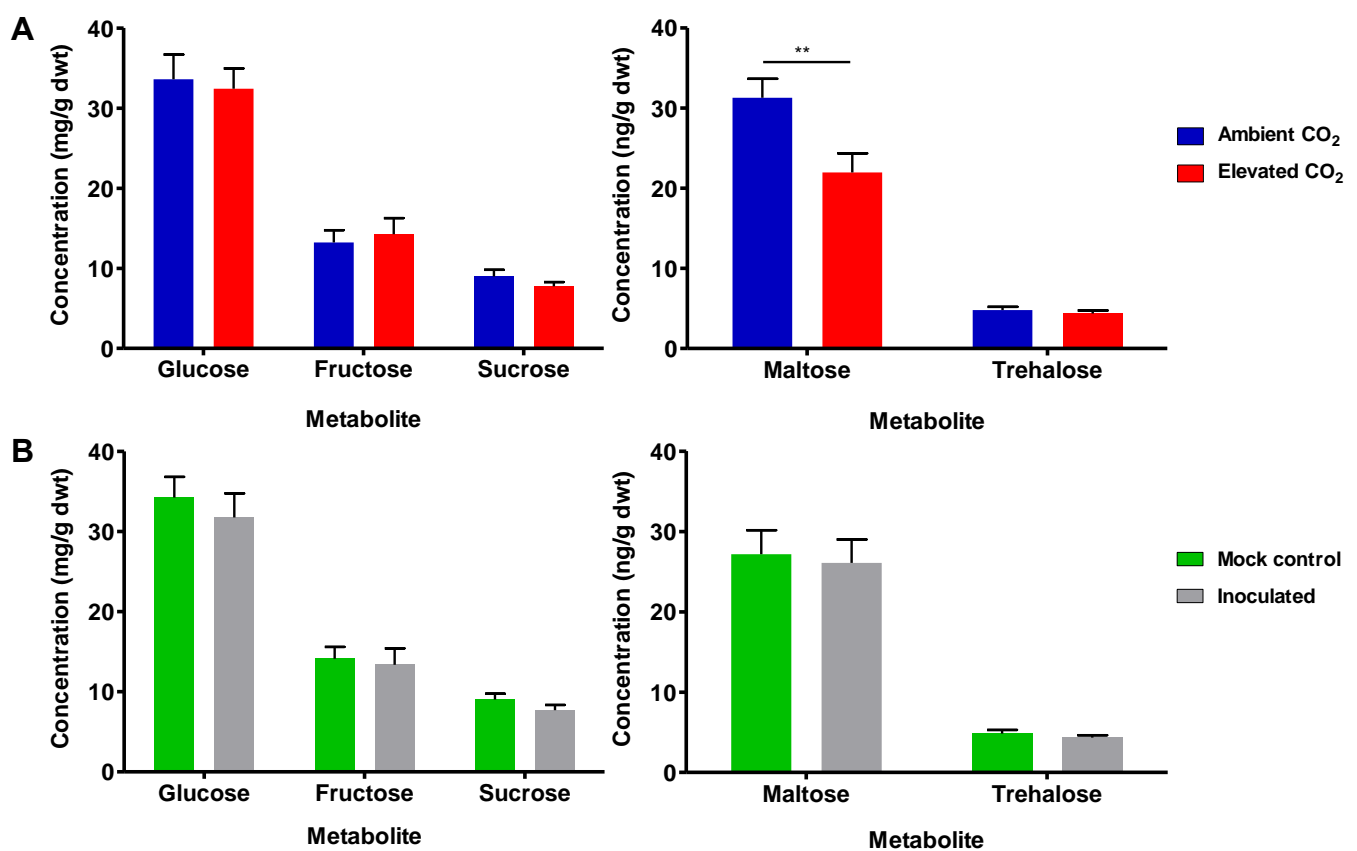 A
Concentration (mg/g dwt)
40
30
20
10
0
Glucose Fructose Sucrose
Metabolite
Concentration (ng/g dwt)
40
30
20
10
0
**
Maltose Trehalose
Metabolite
Ambient CO₂
Elevated CO₂
B
Concentration (mg/g dwt)
40
30
20
10
0
Glucose Fructose Sucrose
Metabolite
Concentration (ng/g dwt)
40
30
20
10
0
Maltose Trehalose
Metabolite
Mock control
Inoculated